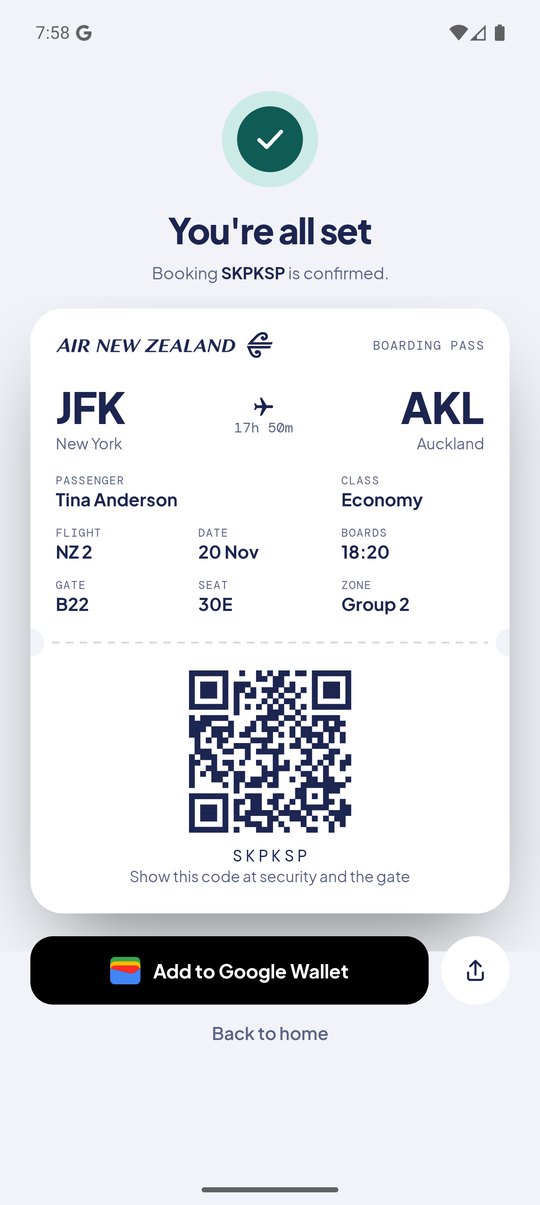 7:58 G
You're all set
Booking SKPKSP is confirmed.
AIR NEW ZEALAND BOARDING PASS
JFK AKL
17h 50m
New York Auckland
PASSENGER CLASS
Tina Anderson Economy
FLIGHT DATE BOARDS
NZ 2 20 Nov 18:20
GATE SEAT ZONE
B22 30E Group 2
SKPKSP
Show this code at security and the gate
Add to Google Wallet
Back to home